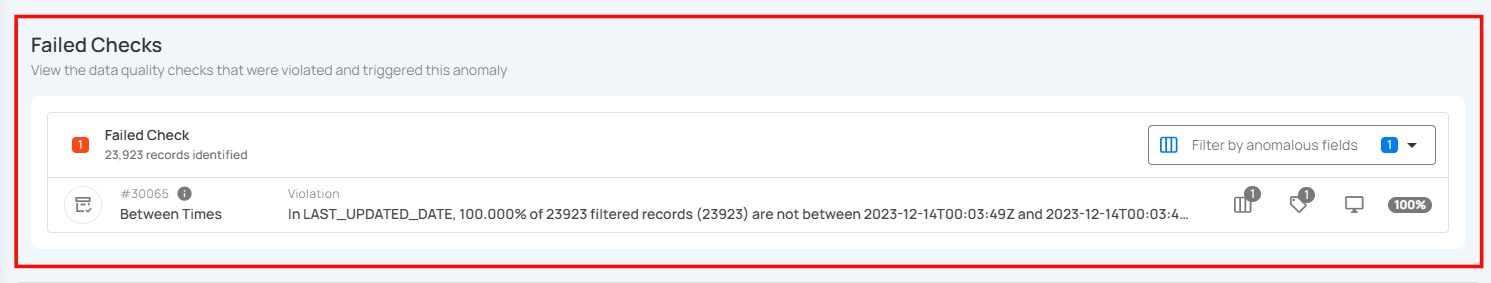 Failed Checks
View the data quality checks that were violated and triggered this anomaly
1 Failed Check
23,923 records identified
Filter by anomalous fields 1
#30065 Violation
Between Times In LAST_UPDATED_DATE, 100.000% of 23923 filtered records (23923) are not between 2023-12-14T00:03:49Z and 2023-12-14T00:03:4... 1 1 100%